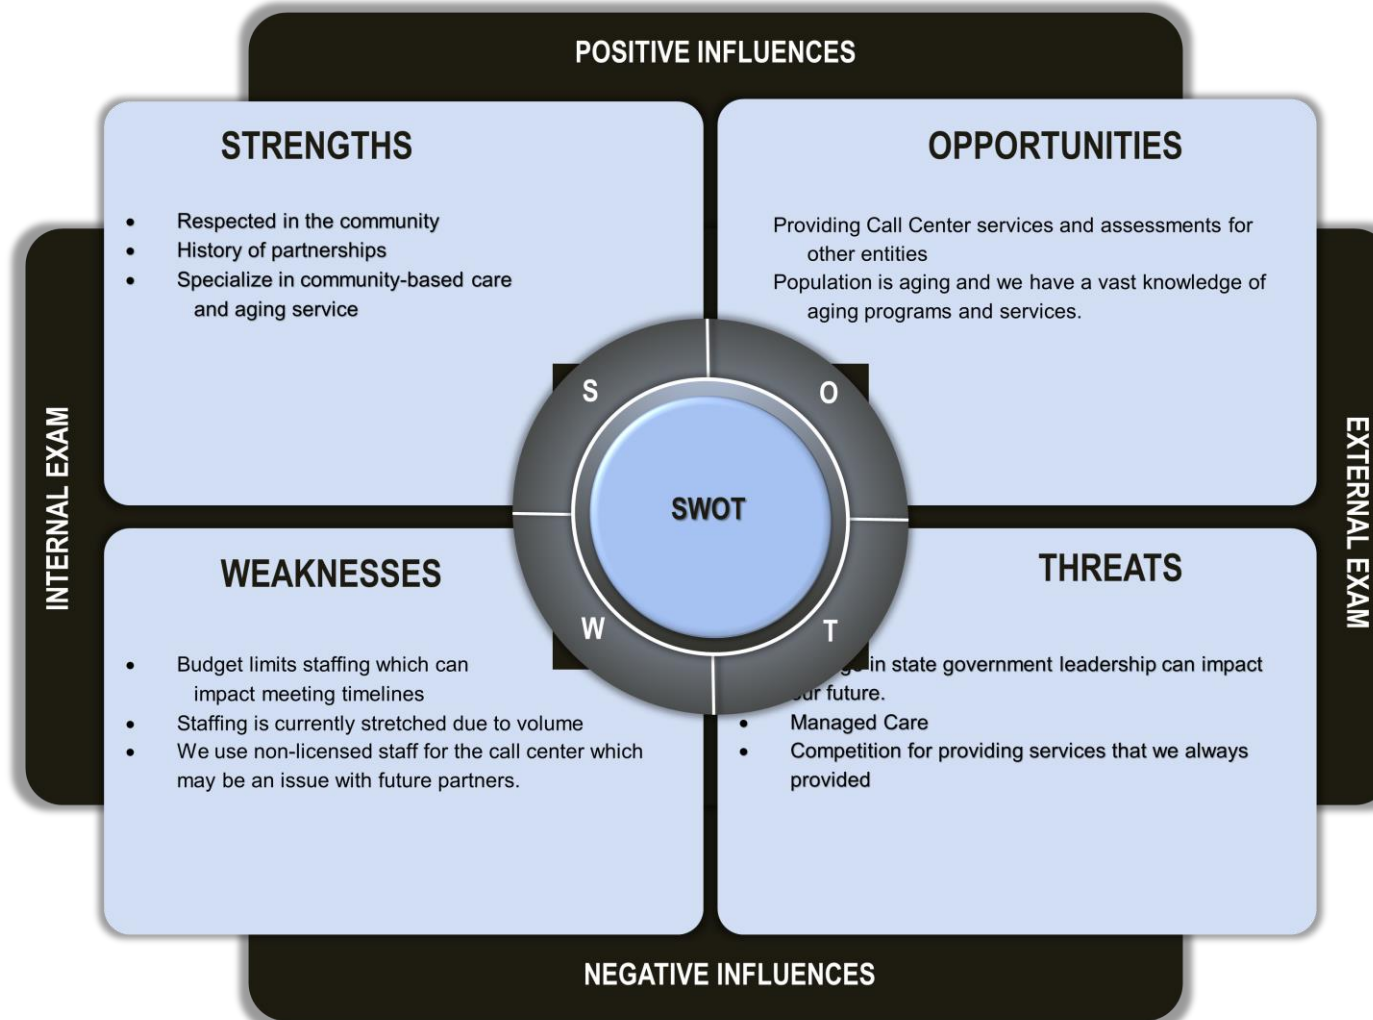 POSITIVE INFLUENCES
STRENGTHS
• Respected in the community
• History of partnerships
• Specialize in community-based care
and aging service
OPPORTUNITIES
Providing Call Center services and assessments for
other entities
Population is aging and we have a vast knowledge of
aging programs and services.
INTERNAL EXAM
EXTERNAL EXAM
S
O
SWOT
W
T
WEAKNESSES
• Budget limits staffing which can
impact meeting timelines
• Staffing is currently stretched due to volume
• We use non-licensed staff for the call center which
may be an issue with future partners.
THREATS
in state government leadership can impact
future.
• Managed Care
• Competition for providing services that we always
provided
NEGATIVE INFLUENCES